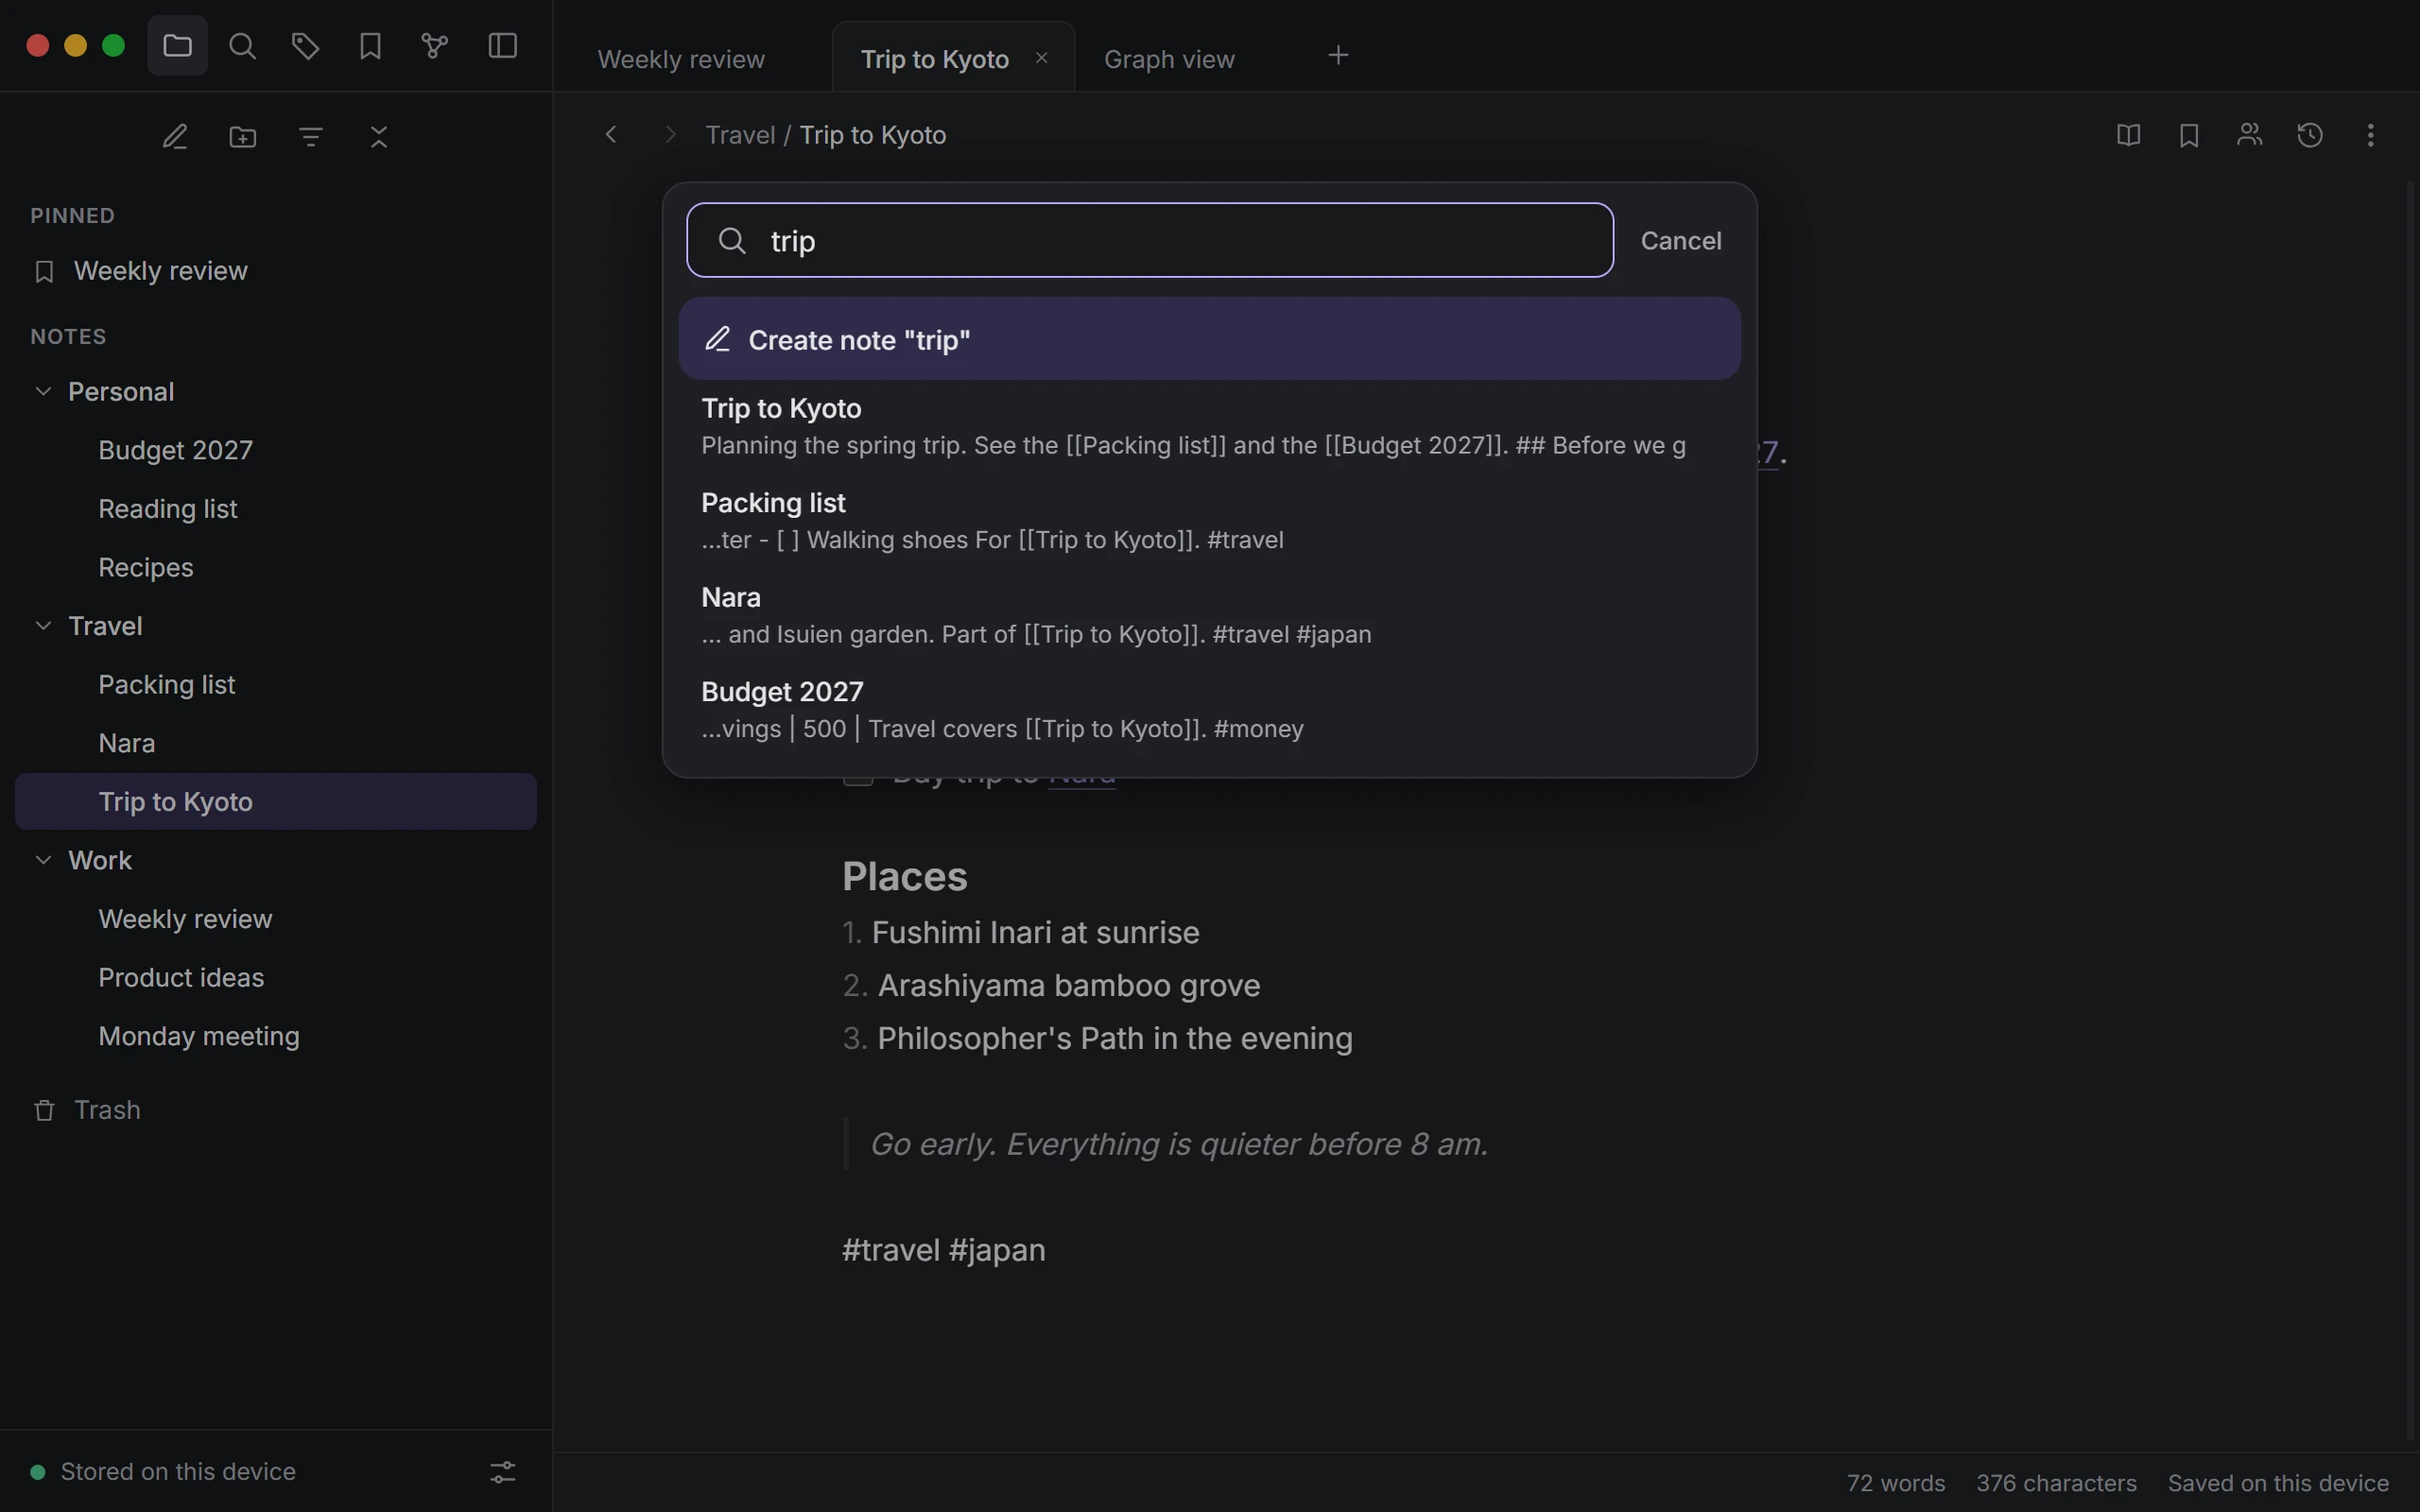 Weekly review
Trip to Kyoto
Graph view
Travel / Trip to Kyoto
PINNED
Weekly review
NOTES
Personal
Budget 2027
Reading list
Recipes
Travel
Packing list
Nara
Trip to Kyoto
Work
Weekly review
Product ideas
Monday meeting
Trash
Stored on this device
trip
Cancel
Create note "trip"
Trip to Kyoto
Planning the spring trip. See the [[Packing list]] and the [[Budget 2027]]. ## Before we g
Packing list
...ter - [ ] Walking shoes For [[Trip to Kyoto]]. #travel
Nara
... and Isuien garden. Part of [[Trip to Kyoto]]. #travel #japan
Budget 2027
...vings | 500 | Travel covers [[Trip to Kyoto]]. #money
27.
Day trip to Nara
Places
1. Fushimi Inari at sunrise
2. Arashiyama bamboo grove
3. Philosopher's Path in the evening
Go early. Everything is quieter before 8 am.
#travel #japan
72 words
376 characters
Saved on this device